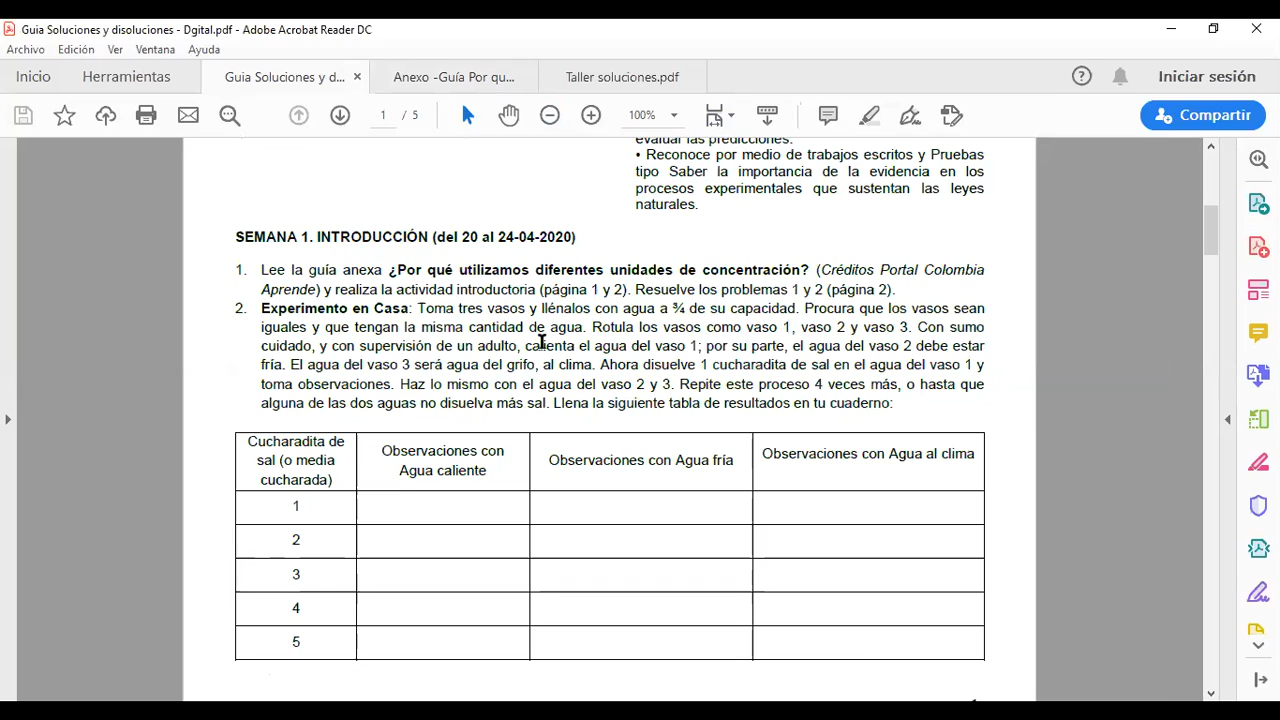 Guia Soluciones y disoluciones - Dgital.pdf - Adobe Acrobat Reader DC
Archivo Edición Ver Ventana Ayuda
Inicio Herramientas Guia Soluciones y d... × Anexo -Guía Por qu... Taller soluciones.pdf Iniciar sesión
1 / 5 100% Compartir
evaluar las predicciones.
• Reconoce por medio de trabajos escritos y Pruebas
tipo Saber la importancia de la evidencia en los
procesos experimentales que sustentan las leyes
naturales.
SEMANA 1. INTRODUCCIÓN (del 20 al 24-04-2020)
1. Lee la guía anexa ¿Por qué utilizamos diferentes unidades de concentración? (Créditos Portal Colombia
Aprende) y realiza la actividad introductoria (página 1 y 2). Resuelve los problemas 1 y 2 (página 2).
2. Experimento en Casa: Toma tres vasos y llénalos con agua a ¾ de su capacidad. Procura que los vasos sean
iguales y que tengan la misma cantidad de agua. Rotula los vasos como vaso 1, vaso 2 y vaso 3. Con sumo
cuidado, y con supervisión de un adulto, calienta el agua del vaso 1; por su parte, el agua del vaso 2 debe estar
fría. El agua del vaso 3 será agua del grifo, al clima. Ahora disuelve 1 cucharadita de sal en el agua del vaso 1 y
toma observaciones. Haz lo mismo con el agua del vaso 2 y 3. Repite este proceso 4 veces más, o hasta que
alguna de las dos aguas no disuelva más sal. Llena la siguiente tabla de resultados en tu cuaderno:
Cucharadita de
sal (o media
cucharada)
Observaciones con
Agua caliente
Observaciones con Agua fría
Observaciones con Agua al clima
1
2
3
4
5